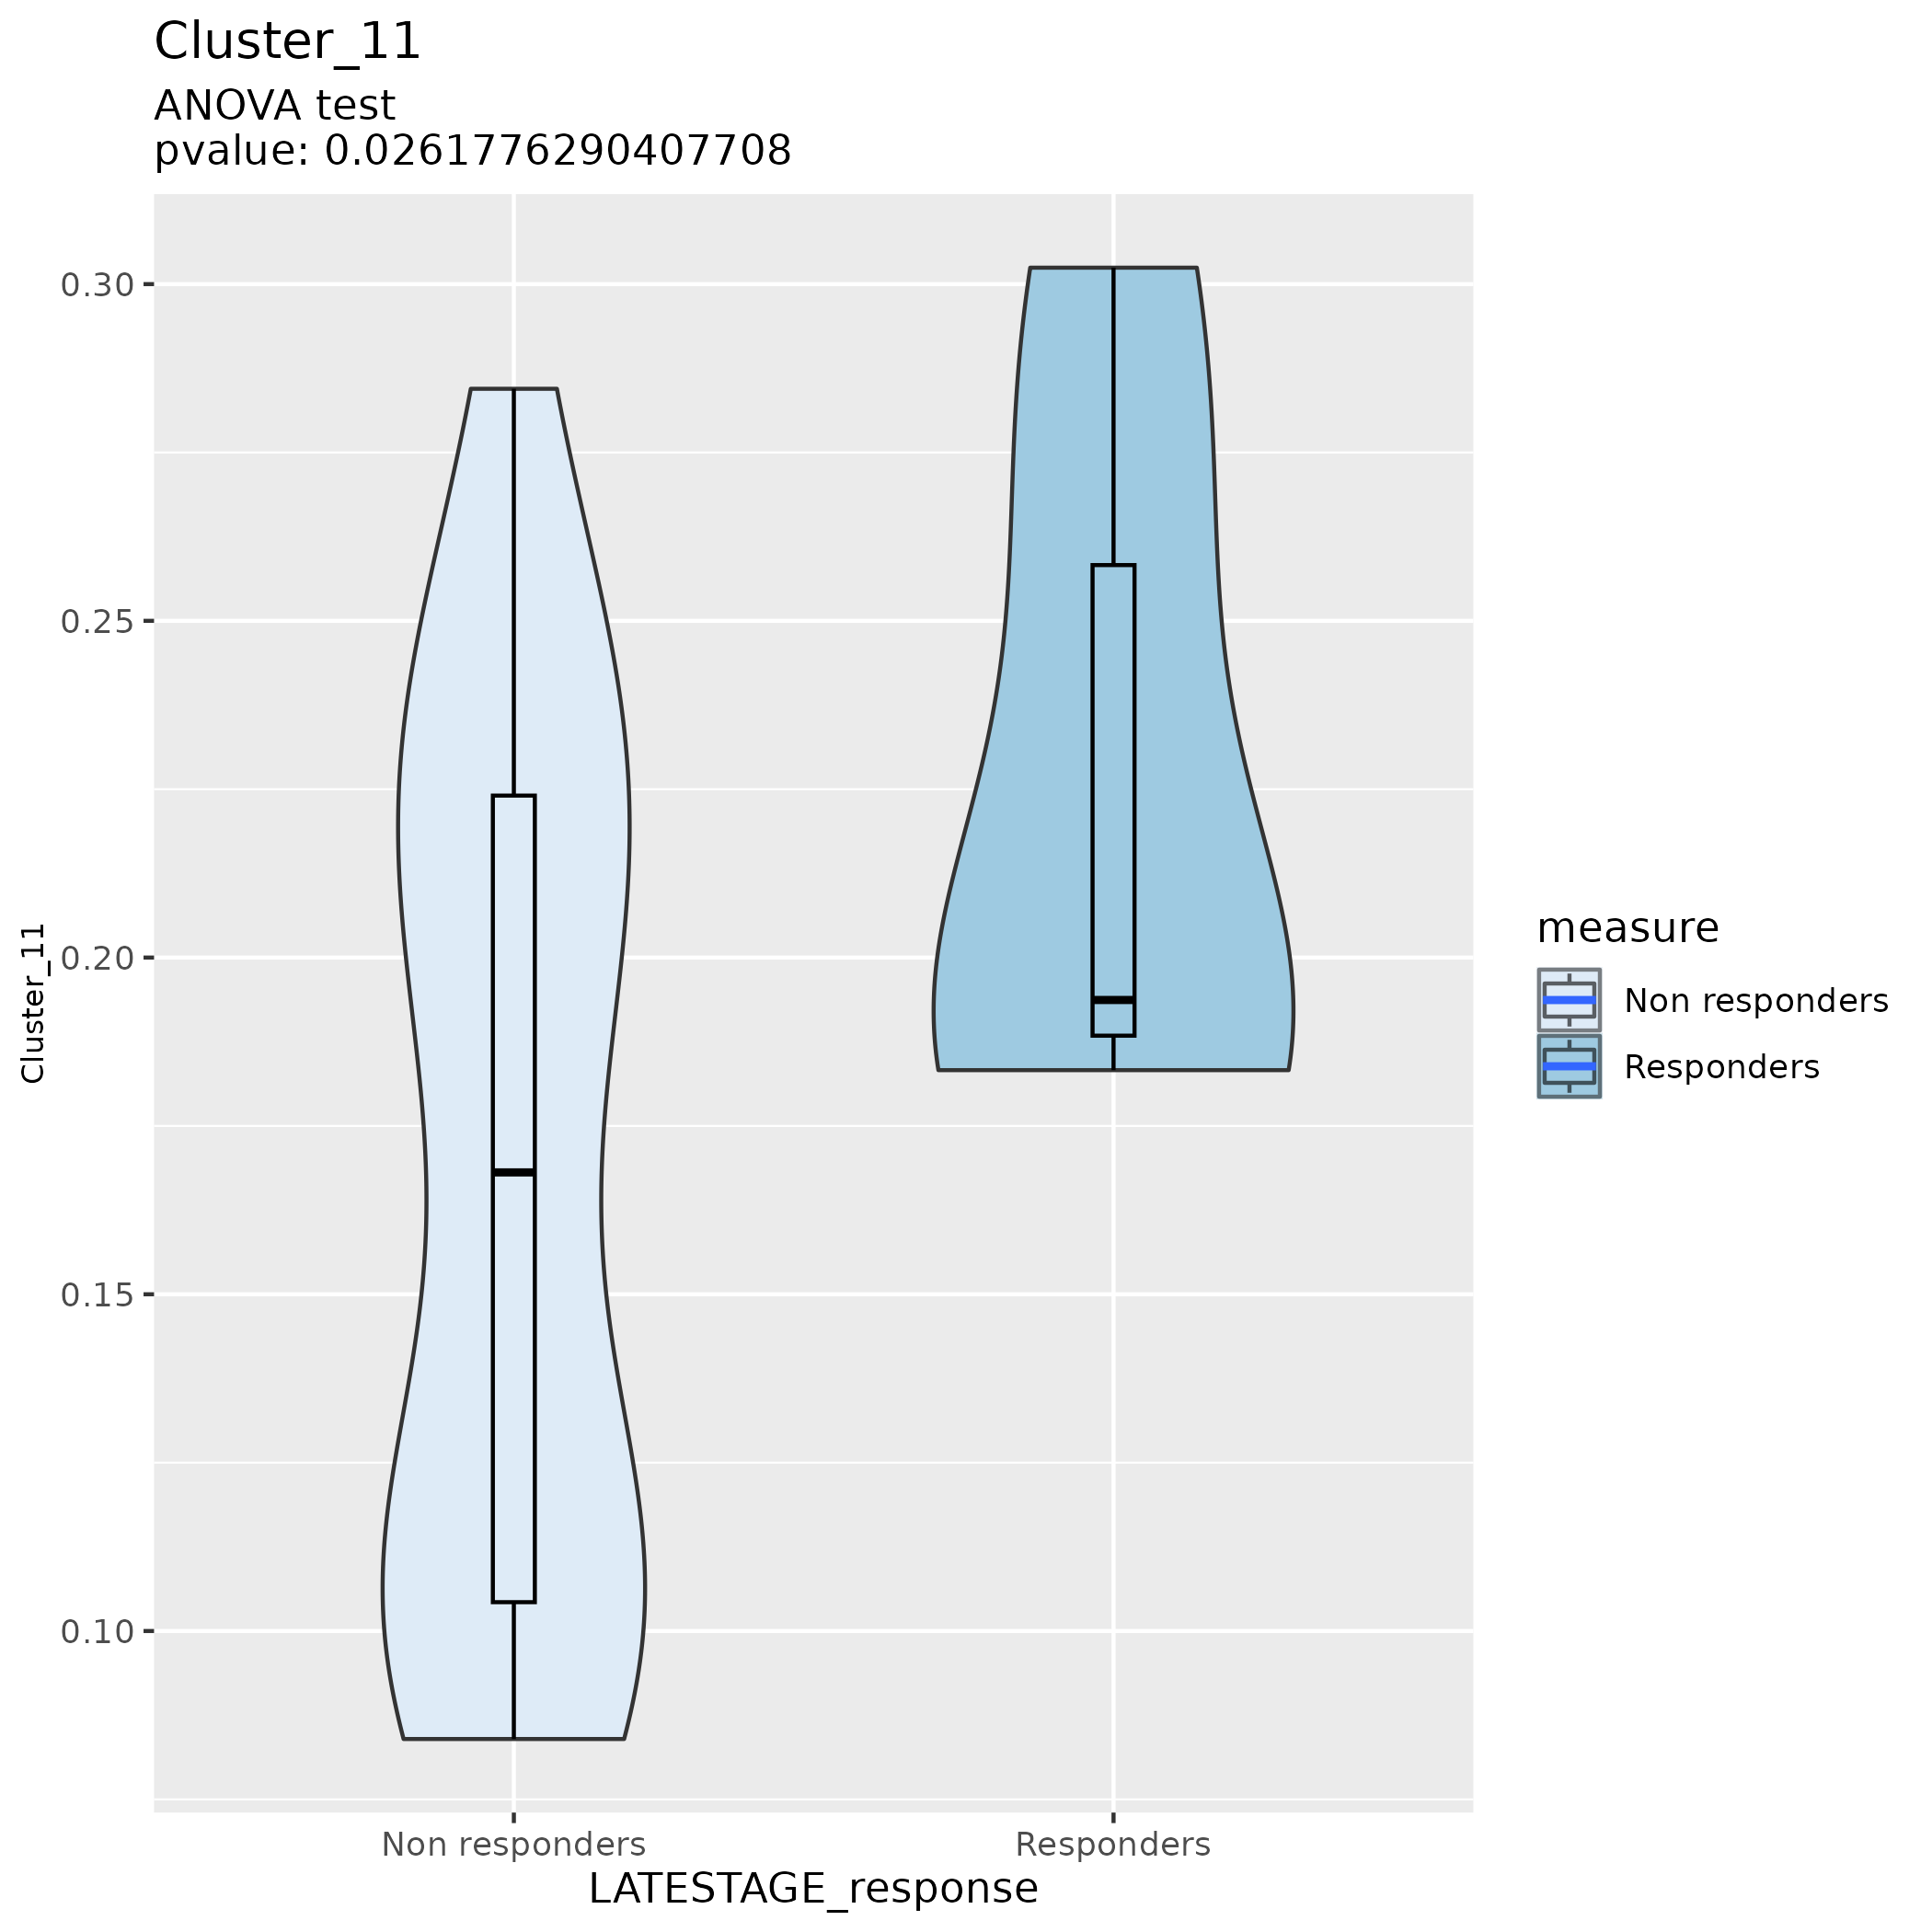 Cluster_11
ANOVA test
pvalue: 0.0261776290407708
Cluster_11
0.30
0.25
0.20
0.15
0.10
Non responders
Responders
LATESTAGE_response
measure
Non responders
Responders